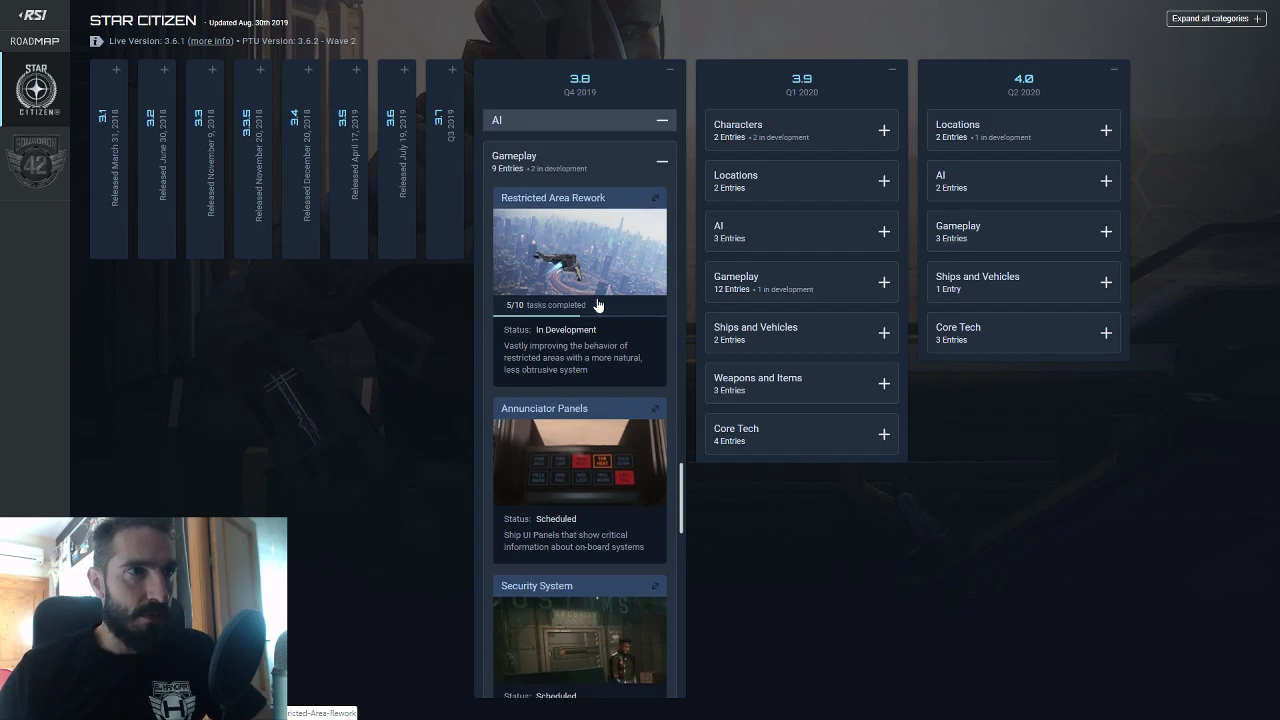 RSI
STAR CITIZEN • Updated Aug. 30th 2019
Expand all categories +
ROADMAP
Live Version: 3.6.1 (more info) • PTU Version: 3.6.2 - Wave 2
STAR
CITIZEN
SQUADRON
42
3.1
Released March 31, 2018
3.2
Released June 30, 2018
3.3
Released November 9, 2018
3.3.5
Released November 20, 2018
3.4
Released December 20, 2018
3.5
Released April 17, 2019
3.6
Released July 19, 2019
3.7
Q3 2019
3.8
Q4 2019
AI
Gameplay
9 Entries • 2 in development
Restricted Area Rework
5/10 tasks completed
Status: In Development
Vastly improving the behavior of
restricted areas with a more natural,
less obtrusive system
Annunciator Panels
Status: Scheduled
Ship UI Panels that show critical
information about on-board systems
Security System
Status: Scheduled
3.9
Q1 2020
Characters
2 Entries • 2 in development
Locations
2 Entries
AI
3 Entries
Gameplay
12 Entries • 1 in development
Ships and Vehicles
2 Entries
Weapons and Items
3 Entries
Core Tech
4 Entries
4.0
Q2 2020
Locations
2 Entries • 1 in development
AI
2 Entries
Gameplay
3 Entries
Ships and Vehicles
1 Entry
Core Tech
3 Entries
ricted-Area-Rework